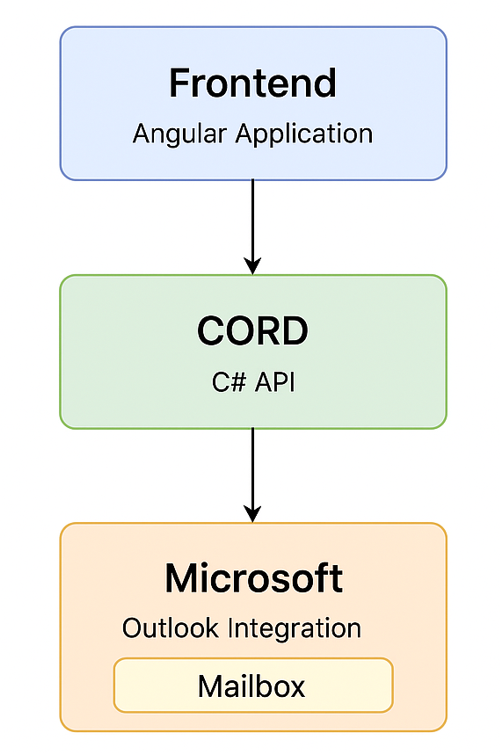 Frontend
Angular Application
CORD
C# API
Microsoft
Outlook Integration
Mailbox